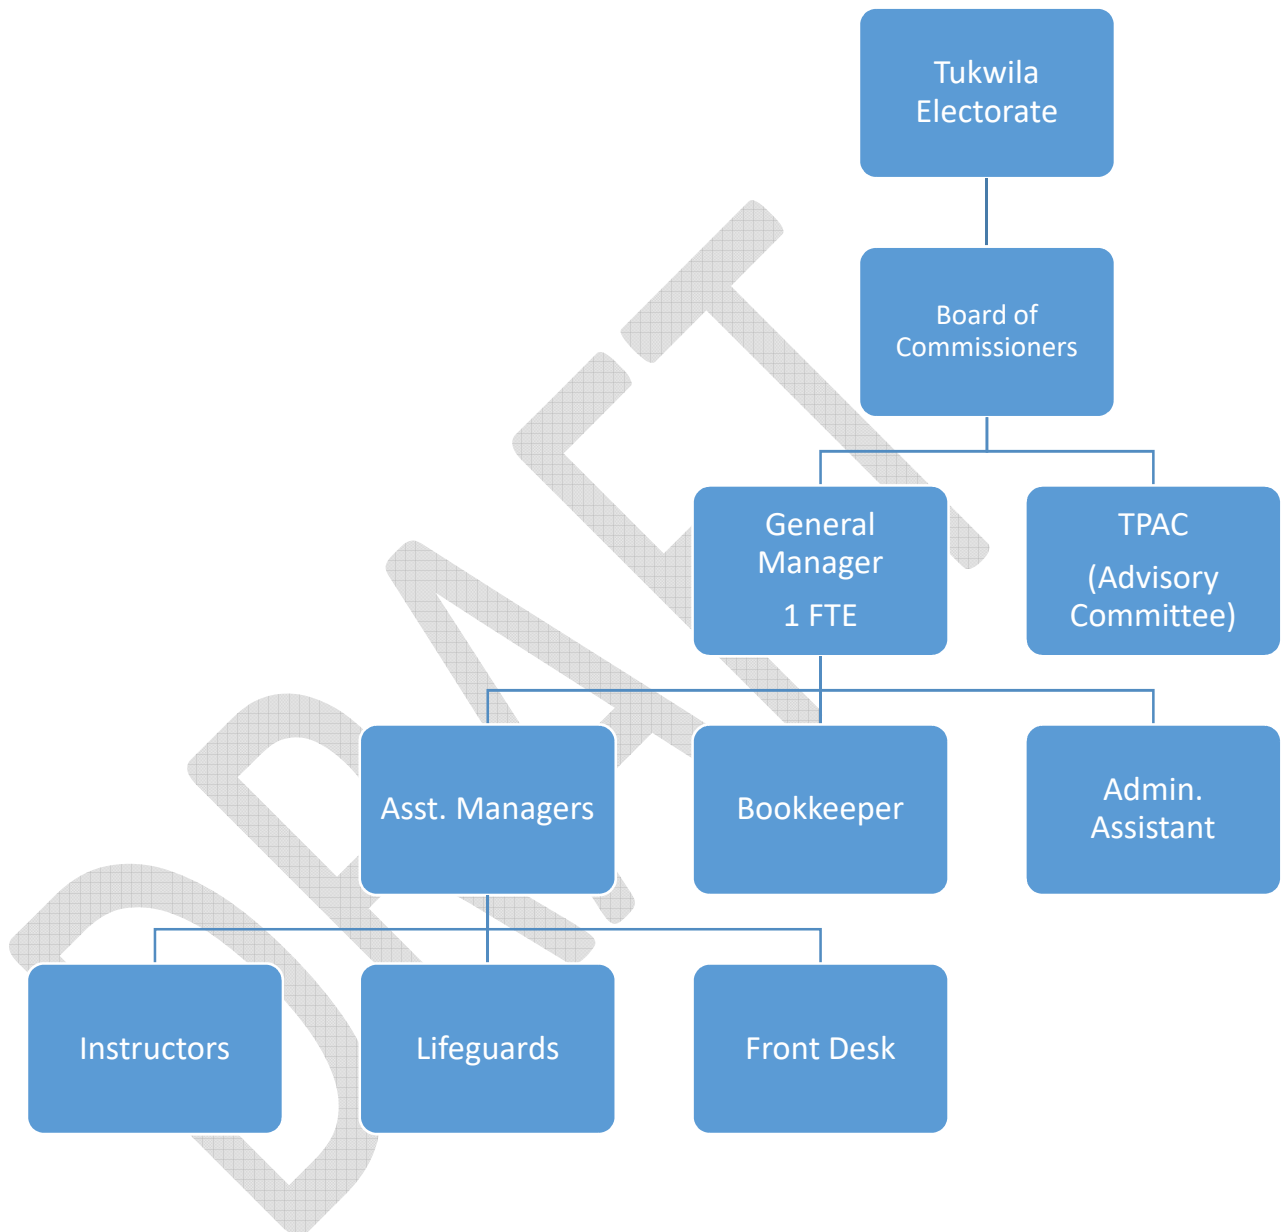 Tukwila
Electorate
Board of
Commissioners
General
Manager
1 FTE
TPAC
(Advisory
Committee)
Asst. Managers
Bookkeeper
Admin.
Assistant
Instructors
Lifeguards
Front Desk
DRAFT